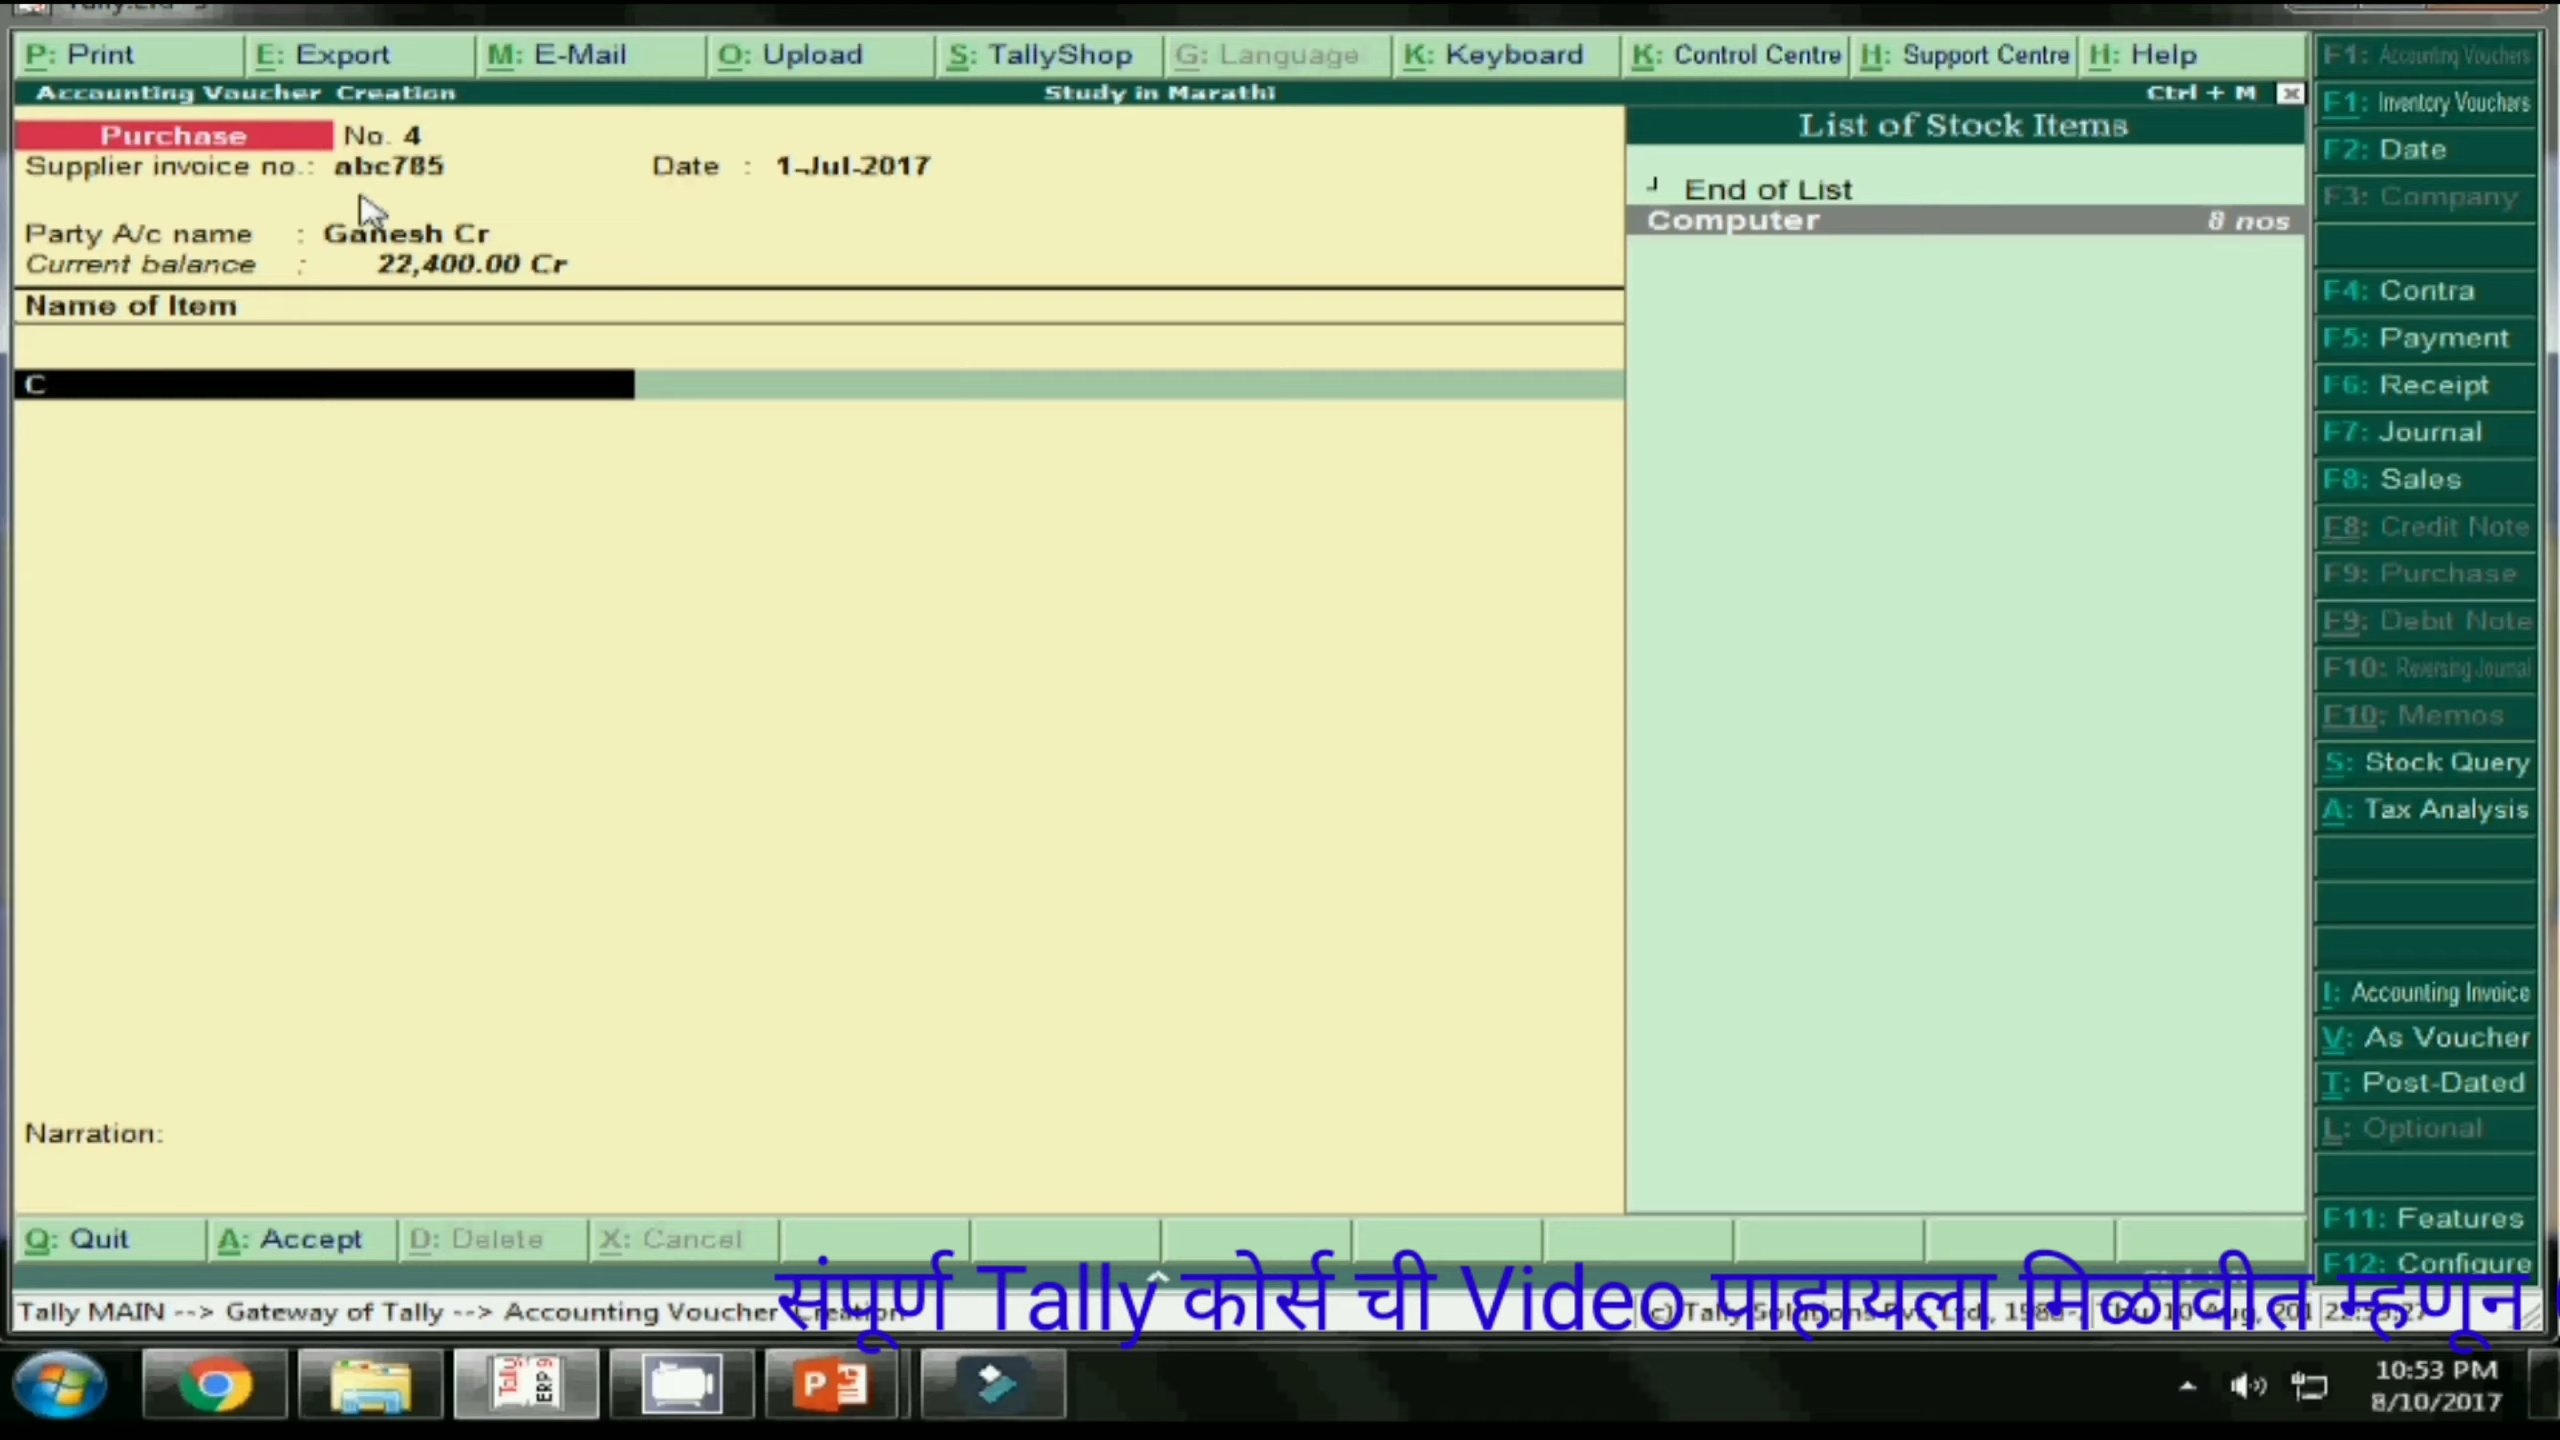 P: Print E: Export M: E-Mail O: Upload S: TallyShop G: Language K: Keyboard K: Control Centre H: Support Centre H: Help
Accounting Voucher Creation Study in Marathi Ctrl + M
Purchase No. 4
Supplier invoice no.: abc785 Date : 1-Jul-2017
Party A/c name : Ganesh Cr
Current balance : 22,400.00 Cr
Name of Item
C
Narration:
List of Stock Items
End of List
Computer 8 nos
F1: Accounting Vouchers
F1: Inventory Vouchers
F2: Date
F3: Company
F4: Contra
F5: Payment
F6: Receipt
F7: Journal
F8: Sales
F8: Credit Note
F9: Purchase
F9: Debit Note
F10: Reversing Journal
F10: Memos
S: Stock Query
A: Tax Analysis
I: Accounting Invoice
V: As Voucher
T: Post-Dated
L: Optional
F11: Features
F12: Configure
Q: Quit A: Accept D: Delete X: Cancel
संपूर्ण Tally कोर्स ची Video पाहायला मिळावीत म्हणून
Tally MAIN --> Gateway of Tally --> Accounting Voucher Creation
Tally ERP 9
10:53 PM
8/10/2017